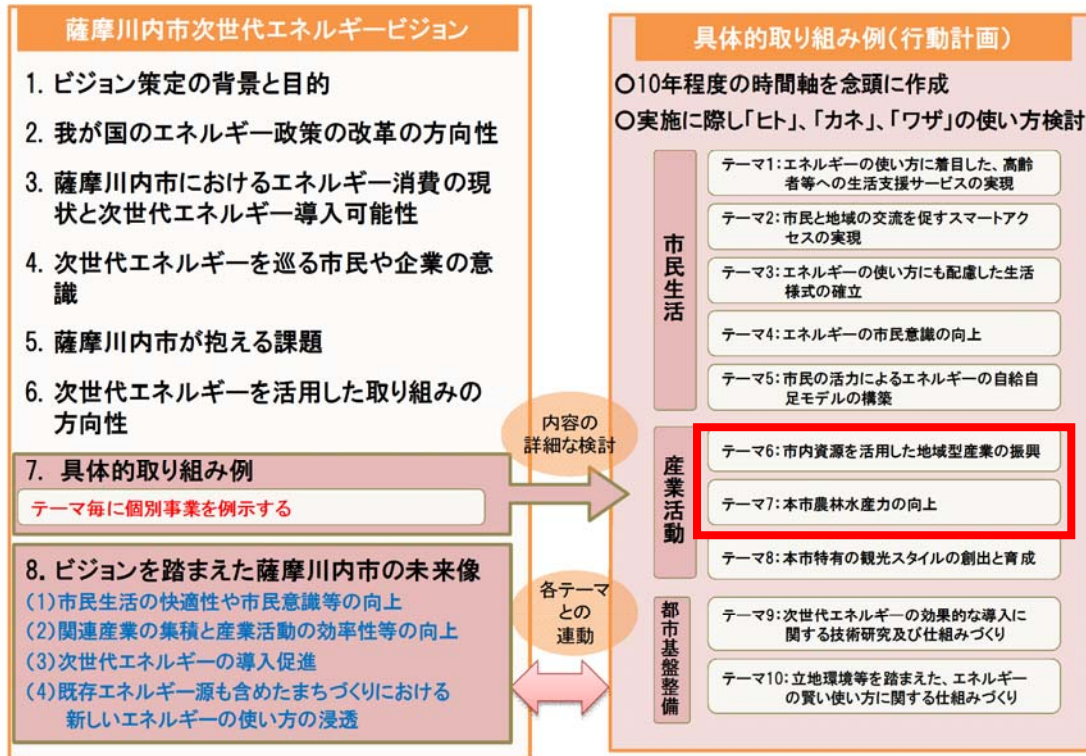 薩摩川内市次世代エネルギービジョン
1. ビジョン策定の背景と目的
2. 我が国のエネルギー政策の改革の方向性
3. 薩摩川内市におけるエネルギー消費の現
状と次世代エネルギー導入可能性
4. 次世代エネルギーを巡る市民や企業の意
識
5. 薩摩川内市が抱える課題
6. 次世代エネルギーを活用した取り組みの
方向性
7. 具体的取り組み例
テーマ毎に個別事業を例示する
8. ビジョンを踏まえた薩摩川内市の未来像
(1)市民生活の快適性や市民意識等の向上
(2)関連産業の集積と産業活動の効率性等の向上
(3)次世代エネルギーの導入促進
(4)既存エネルギー源も含めたまちづくりにおける
新しいエネルギーの使い方の浸透
内容の
詳細な検討
各テーマ
との
連動
具体的取り組み例(行動計画)
○10年程度の時間軸を念頭に作成
○実施に際し「ヒト」、「カネ」、「ワザ」の使い方検討
市民生活
テーマ1:エネルギーの使い方に着目した、高齢
者等への生活支援サービスの実現
テーマ2:市民と地域の交流を促すスマートアク
セスの実現
テーマ3:エネルギーの使い方にも配慮した生活
様式の確立
テーマ4:エネルギーの市民意識の向上
テーマ5:市民の活力によるエネルギーの自給自
足モデルの構築
産業活動
テーマ6:市内資源を活用した地域型産業の振興
テーマ7:本市農林水産力の向上
テーマ8:本市特有の観光スタイルの創出と育成
都市基盤整備
テーマ9:次世代エネルギーの効果的な導入に
関する技術研究及び仕組みづくり
テーマ10:立地環境等を踏まえた、エネルギー
の賢い使い方に関する仕組みづくり